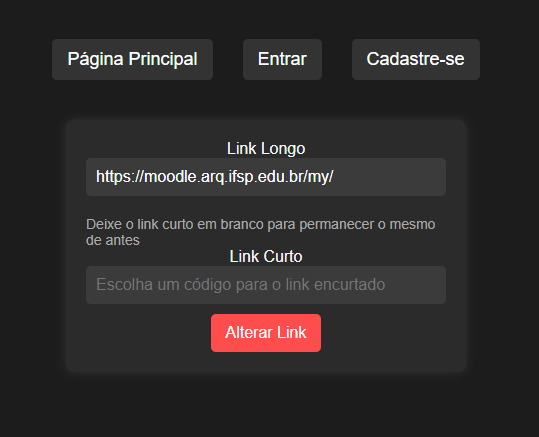 Página Principal
Entrar
Cadastre-se
Link Longo
https://moodle.arq.ifsp.edu.br/my/
Deixe o link curto em branco para permanecer o mesmo
de antes
Link Curto
Escolha um código para o link encurtado
Alterar Link